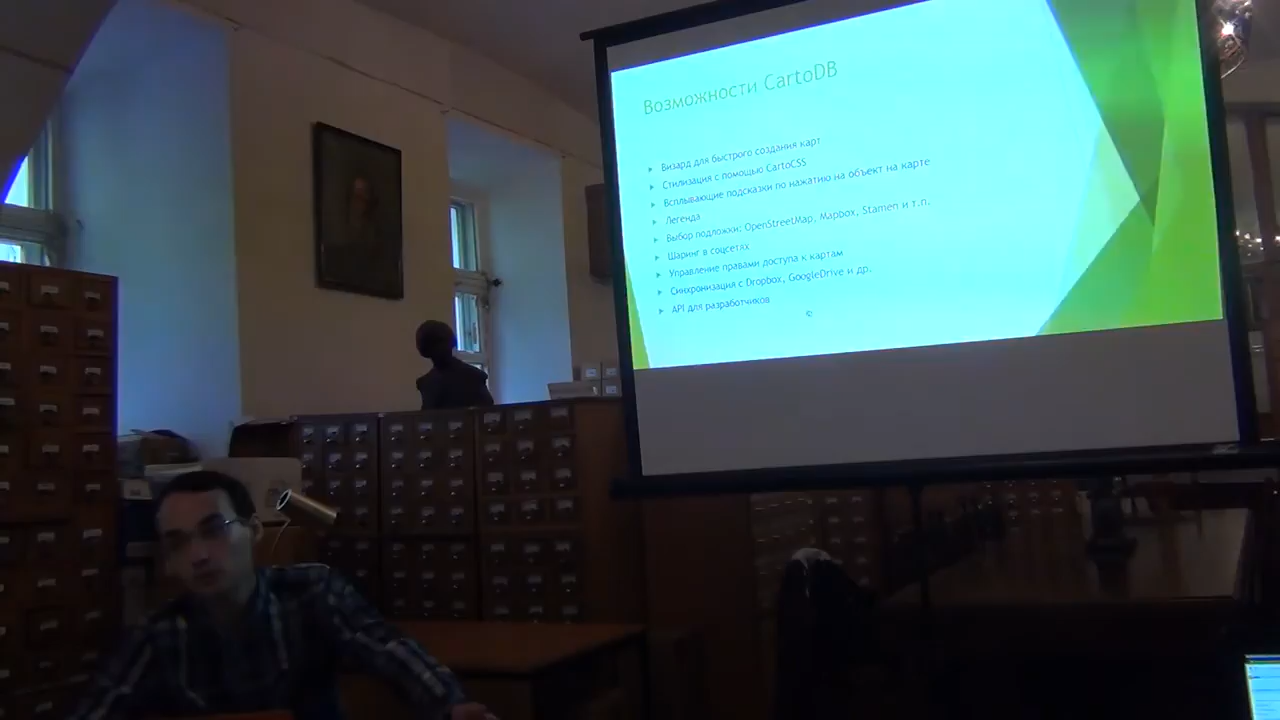 Возможности CartoDB
Визард для быстрого создания карт
Стилизация с помощью CartoCSS
Всплывающие подсказки по нажатию на объект на карте
Легенда
Выбор подложки: OpenStreetMap, Mapbox, Stamen и т.п.
Шаринг в соцсетях
Управление правами доступа к картам
Синхронизация с Dropbox, GoogleDrive и др.
API для разработчиков